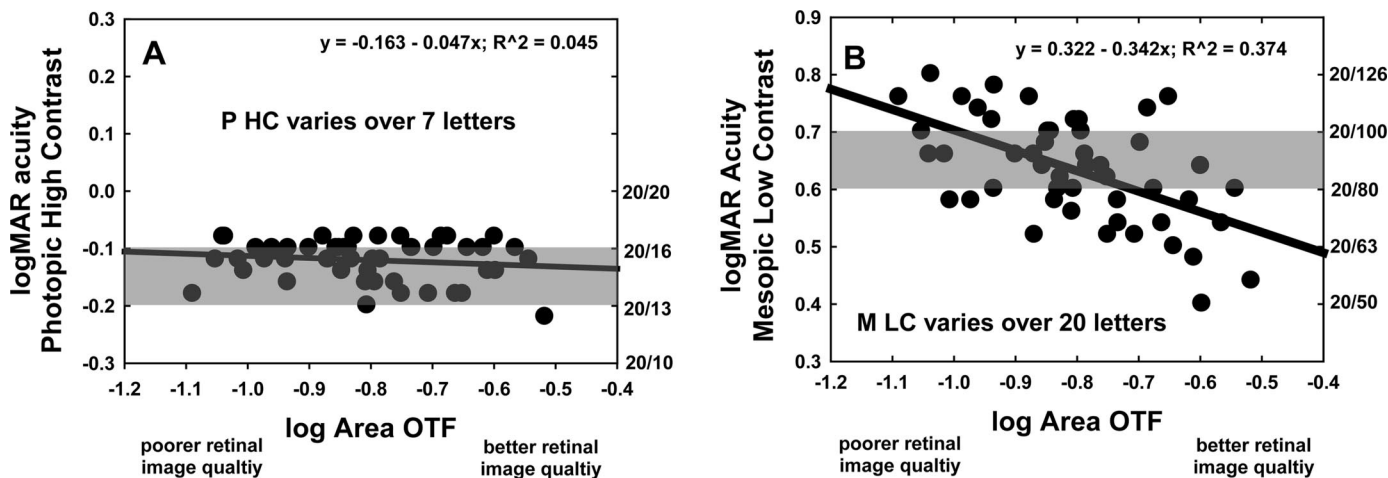 A
y = -0.163 - 0.047x; R^2 = 0.045
P HC varies over 7 letters
logMAR acuity
Photopic High Contrast
0.3
0.2
0.1
0.0
-0.1
-0.2
-0.3
20/20
20/16
20/13
20/10
-1.2 -1.1 -1.0 -0.9 -0.8 -0.7 -0.6 -0.5 -0.4
log Area OTF
poorer retinal
image qualtiy
better retinal
image qualtiy
B
y = 0.322 - 0.342x; R^2 = 0.374
M LC varies over 20 letters
logMAR Acuity
Mesopic Low Contrast
0.9
0.8
0.7
0.6
0.5
0.4
0.3
20/126
20/100
20/80
20/63
20/50
-1.2 -1.1 -1.0 -0.9 -0.8 -0.7 -0.6 -0.5 -0.4
log Area OTF
poorer retinal
image qualtiy
better retinal
image qualtiy